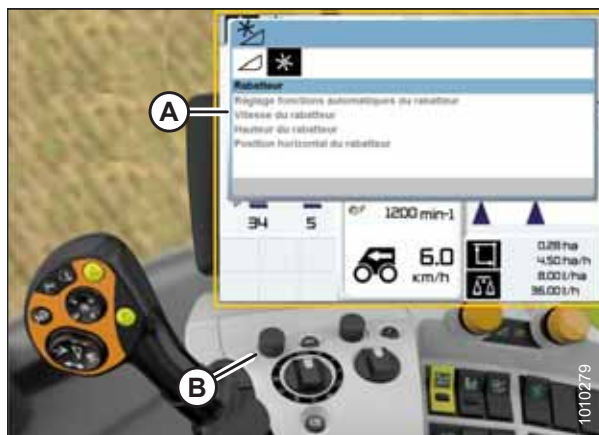 Rabatteur
Réglage fonctions automatiques du rabatteur
Vitesse du rabatteur
Hauteur du rabatteur
Position horizontal du rabatteur
A
34 5
1200 min-1
6.0
км/h
0.28 ha
4.50 ha/h
8.00 l/ha
36.00 l/h
B
1010279